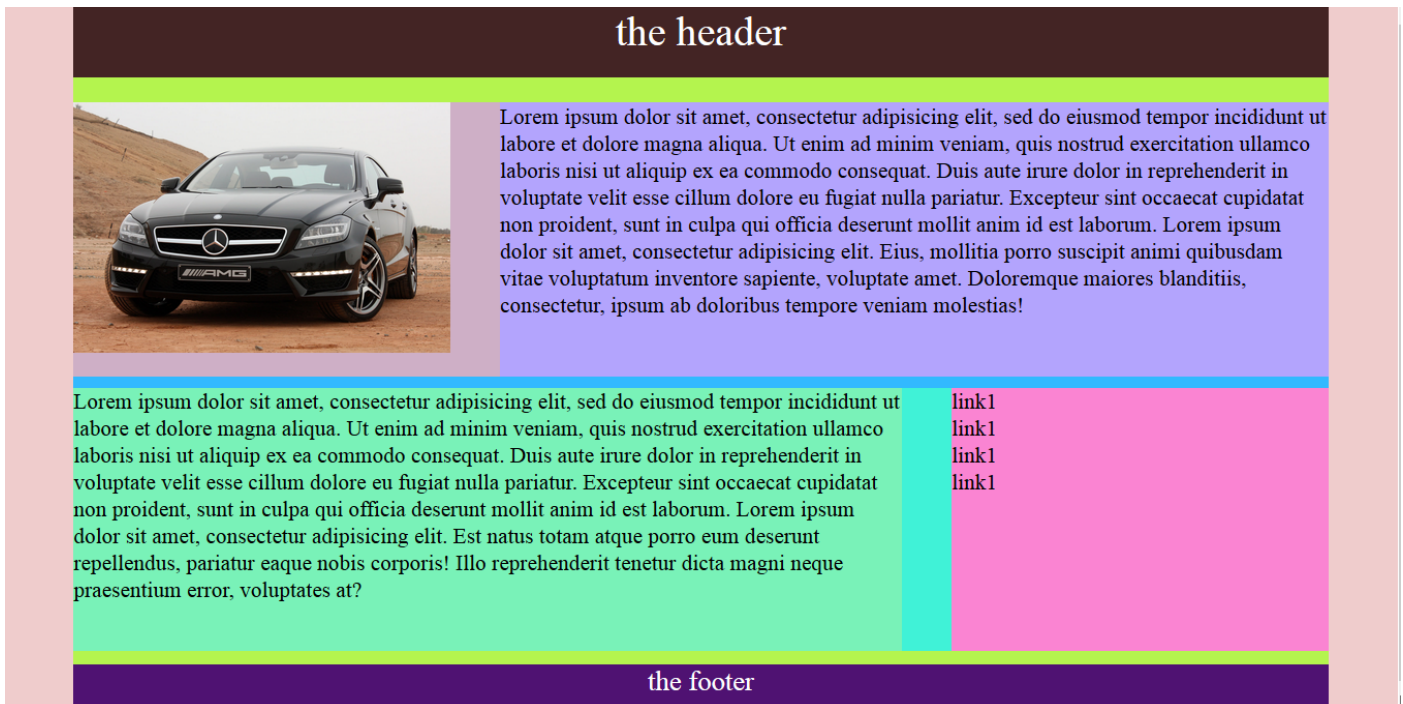 the header
AMG
Lorem ipsum dolor sit amet, consectetur adipisicing elit, sed do eiusmod tempor incididunt ut
labore et dolore magna aliqua. Ut enim ad minim veniam, quis nostrud exercitation ullamco
laboris nisi ut aliquip ex ea commodo consequat. Duis aute irure dolor in reprehenderit in
voluptate velit esse cillum dolore eu fugiat nulla pariatur. Excepteur sint occaecat cupidatat
non proident, sunt in culpa qui officia deserunt mollit anim id est laborum. Lorem ipsum
dolor sit amet, consectetur adipisicing elit. Eius, mollitia porro suscipit animi quibusdam
vitae voluptatum inventore sapiente, voluptate amet. Doloremque maiores blanditiis,
consectetur, ipsum ab doloribus tempore veniam molestias!
Lorem ipsum dolor sit amet, consectetur adipisicing elit, sed do eiusmod tempor incididunt ut
labore et dolore magna aliqua. Ut enim ad minim veniam, quis nostrud exercitation ullamco
laboris nisi ut aliquip ex ea commodo consequat. Duis aute irure dolor in reprehenderit in
voluptate velit esse cillum dolore eu fugiat nulla pariatur. Excepteur sint occaecat cupidatat
non proident, sunt in culpa qui officia deserunt mollit anim id est laborum. Lorem ipsum
dolor sit amet, consectetur adipisicing elit. Est natus totam atque porro eum deserunt
repellendus, pariatur eaque nobis corporis! Illo reprehenderit tenetur dicta magni neque
praesentium error, voluptates at?
link1
link1
link1
link1
the footer